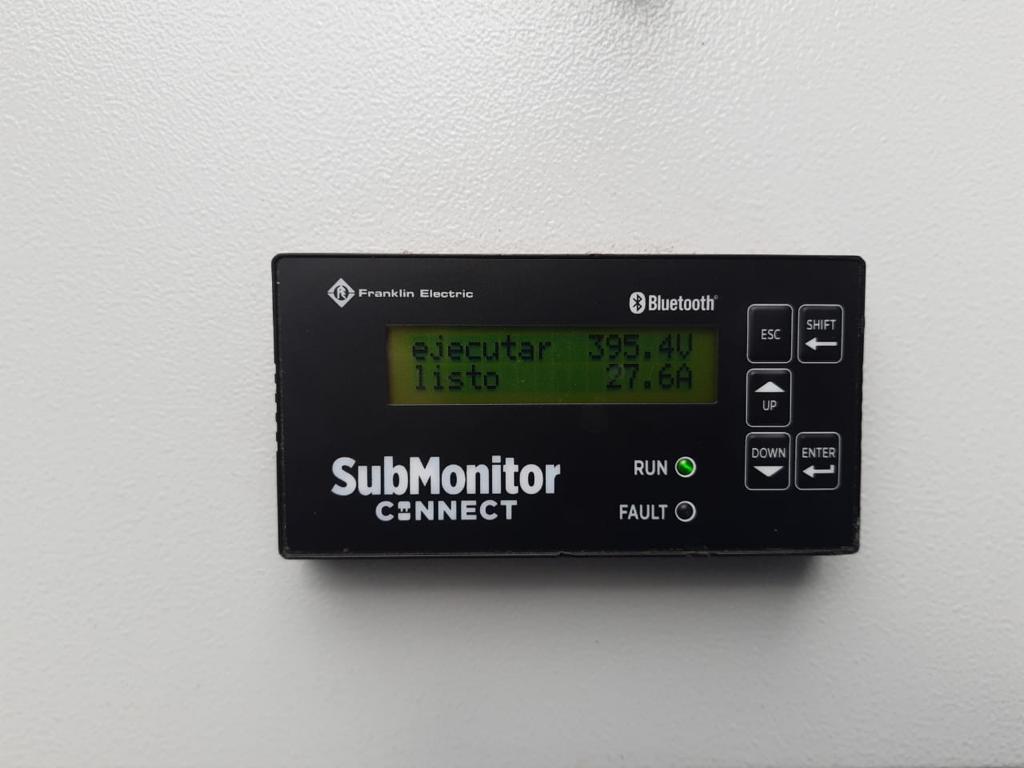 Franklin Electric
Bluetooth®
ejecutar 395.4V
listo 27.6A
ESC
SHIFT
UP
DOWN
ENTER
SubMonitor
CONNECT
RUN
FAULT